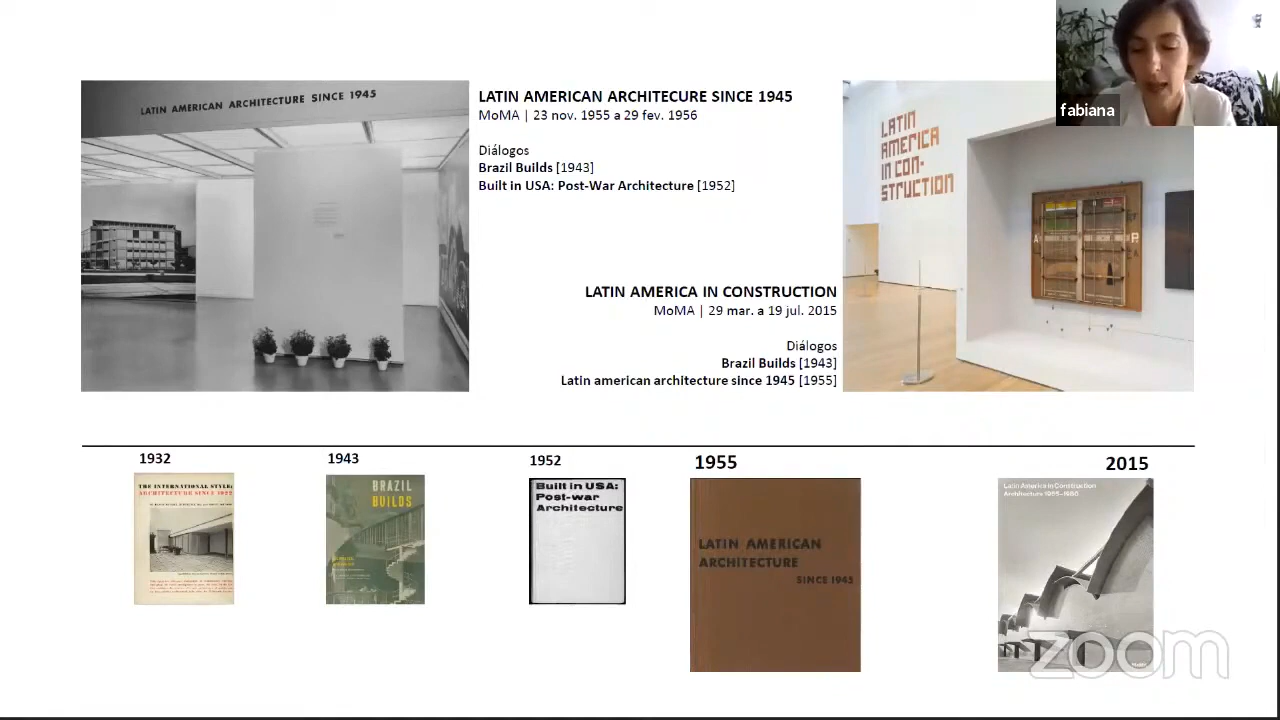 LATIN AMERICAN ARCHITECTURE SINCE 1945
LATIN AMERICAN ARCHITECURE SINCE 1945
MoMA | 23 nov. 1955 a 29 fev. 1956
Diálogos
Brazil Builds [1943]
Built in USA: Post-War Architecture [1952]
LATIN AMERICA IN CONSTRUCTION
MoMA | 29 mar. a 19 jul. 2015
Diálogos
Brazil Builds [1943]
Latin american architecture since 1945 [1955]
LATIN
AMERICA
IN CON-
STRUCTION
fabiana
1932
THE INTERNATIONAL STYLE:
ARCHITECTURE SINCE 1922
1943
BRAZIL
BUILDS
1952
Built in USA:
Post-war
Architecture
1955
LATIN AMERICAN
ARCHITECTURE
SINCE 1945
2015
Latin America in Construction
Architecture 1955–1980
zoom